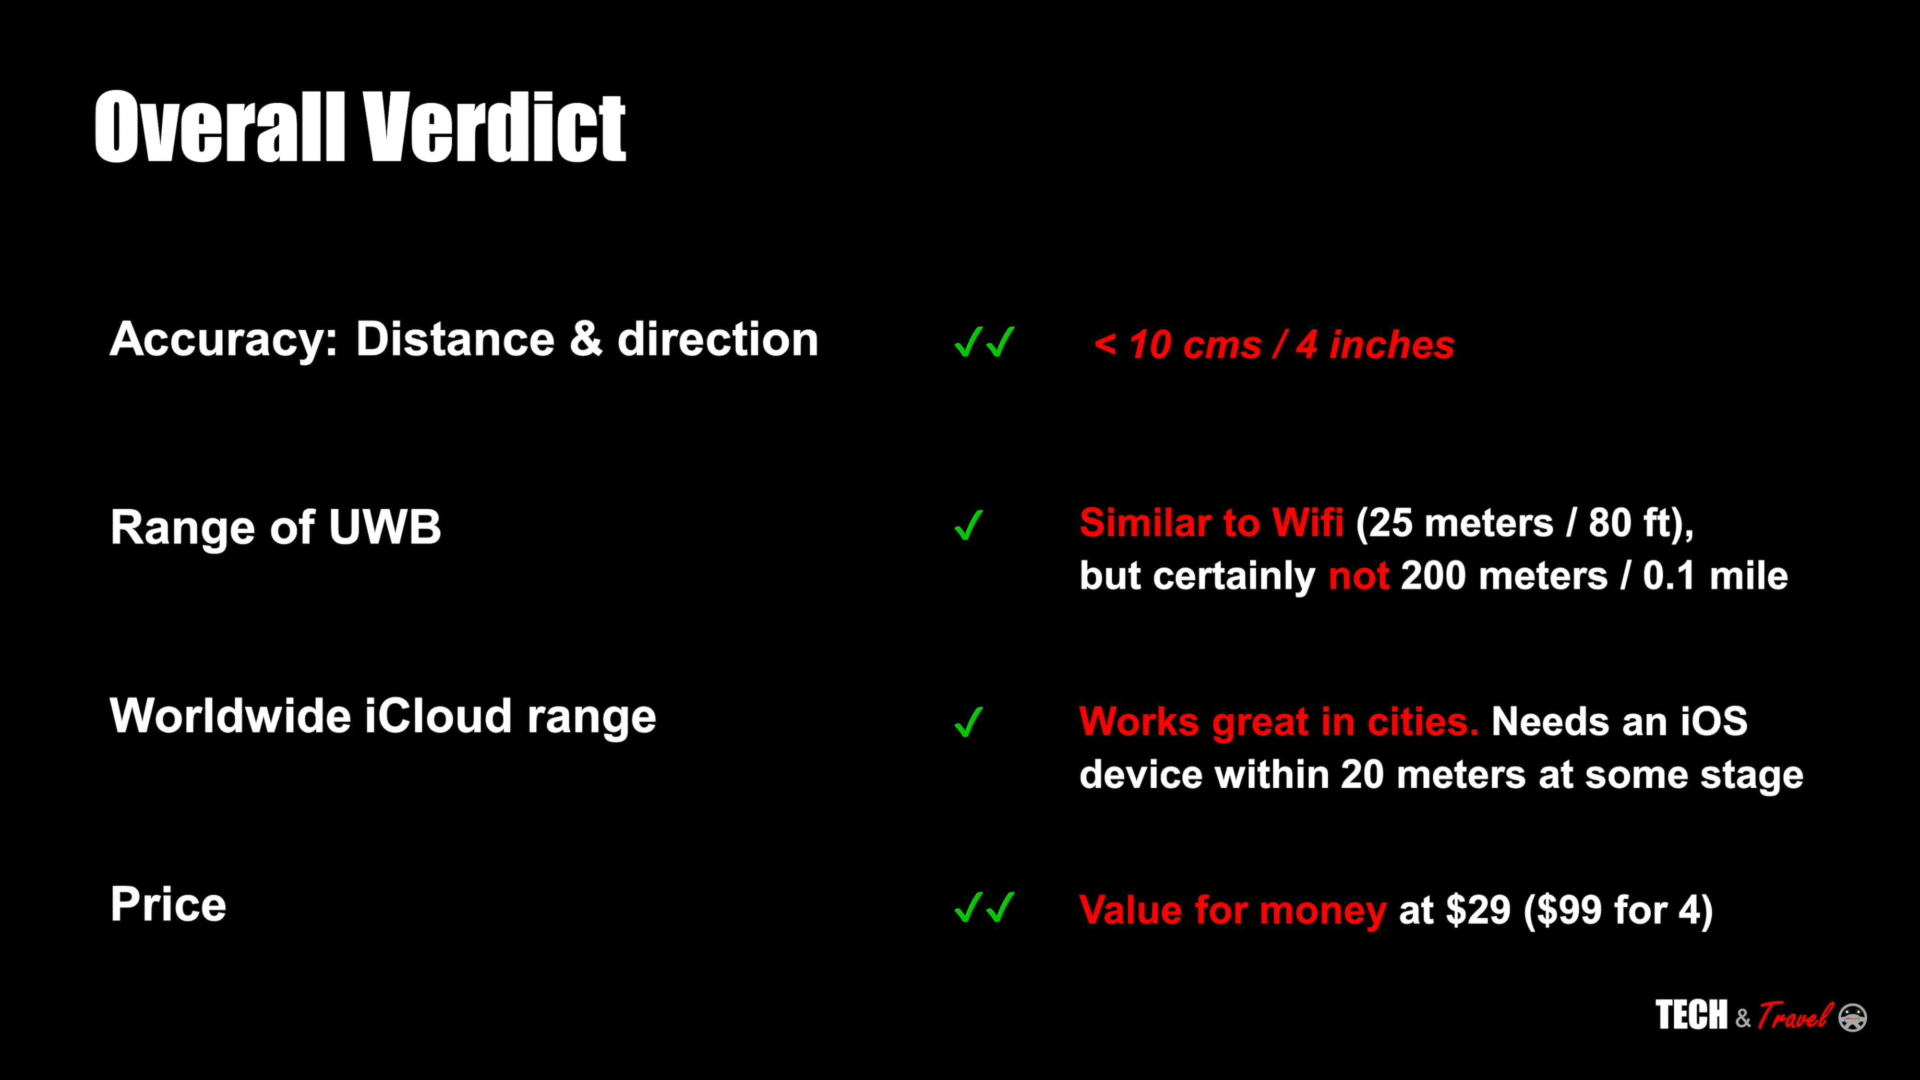 Overall Verdict
Accuracy: Distance & direction ✓✓ < 10 cms / 4 inches
Range of UWB ✓ Similar to Wifi (25 meters / 80 ft),
but certainly not 200 meters / 0.1 mile
Worldwide iCloud range ✓ Works great in cities. Needs an iOS
device within 20 meters at some stage
Price ✓✓ Value for money at $29 ($99 for 4)
TECH & Travel